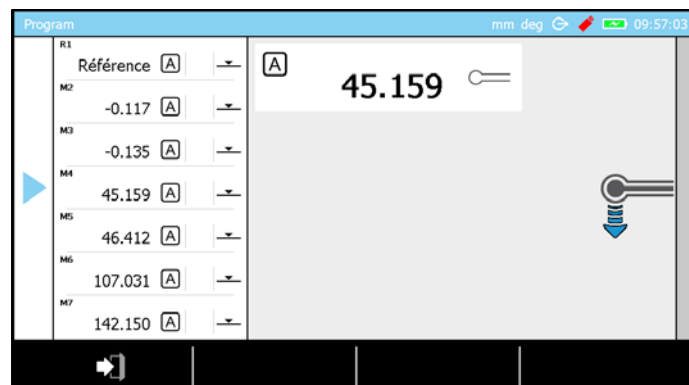 Program mm deg 09:57:03
R1
Référence A
M2
-0.117 A
M3
-0.135 A
M4
45.159 A
M5
46.412 A
M6
107.031 A
M7
142.150 A
A
45.159